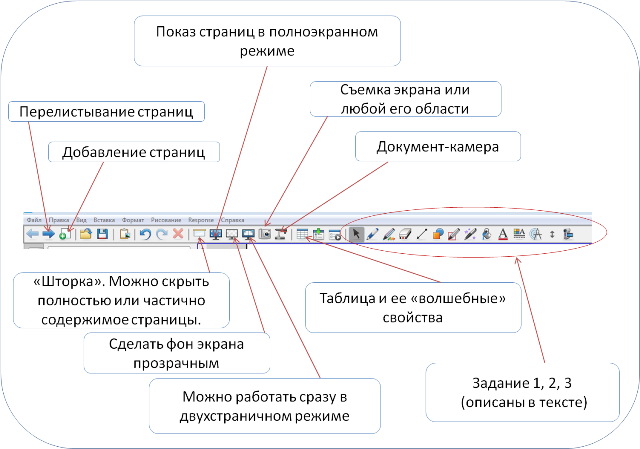 Показ страниц в полноэкранном
режиме
Съемка экрана или
любой его области
Перелистывание страниц
Добавление страниц
Документ-камера
Файл Правка Вид Вставка Формат Рисование Response Справка
«Шторка». Можно скрыть
полностью или частично
содержимое страницы.
Таблица и ее «волшебные»
свойства
Сделать фон экрана
прозрачным
Можно работать сразу в
двухстраничном режиме
Задание 1, 2, 3
(описаны в тексте)